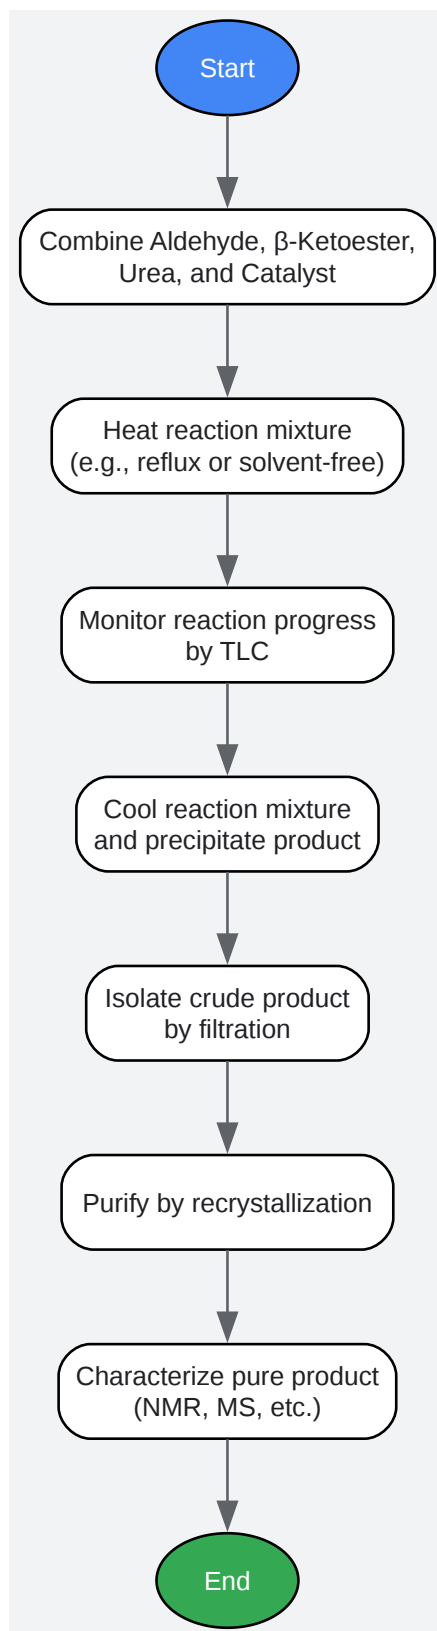 Start
Combine Aldehyde, β-Ketoester,
Urea, and Catalyst
Heat reaction mixture
(e.g., reflux or solvent-free)
Monitor reaction progress
by TLC
Cool reaction mixture
and precipitate product
Isolate crude product
by filtration
Purify by recrystallization
Characterize pure product
(NMR, MS, etc.)
End